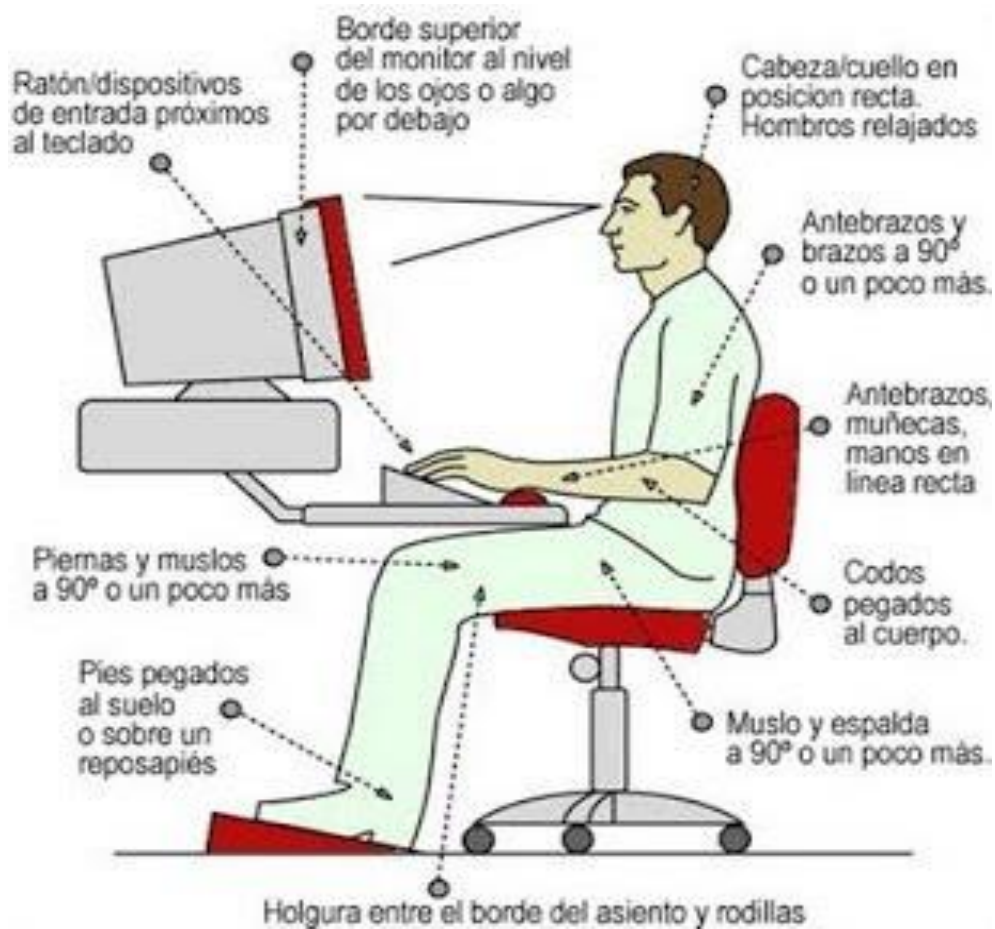 Borde superior
del monitor al nivel
de los ojos o algo
por debajo
Ratón/dispositivos
de entrada próximos
al teclado
Cabeza/cuello en
posicion recta.
Hombros relajados
Antebrazos y
brazos a 90º
o un poco más.
Antebrazos,
muñecas,
manos en
linea recta
Piernas y muslos
a 90º o un poco más
Codos
pegados
al cuerpo.
Pies pegados
al suelo
o sobre un
reposapiés
Muslo y espalda
a 90º o un poco más.
Holgura entre el borde del asiento y rodillas